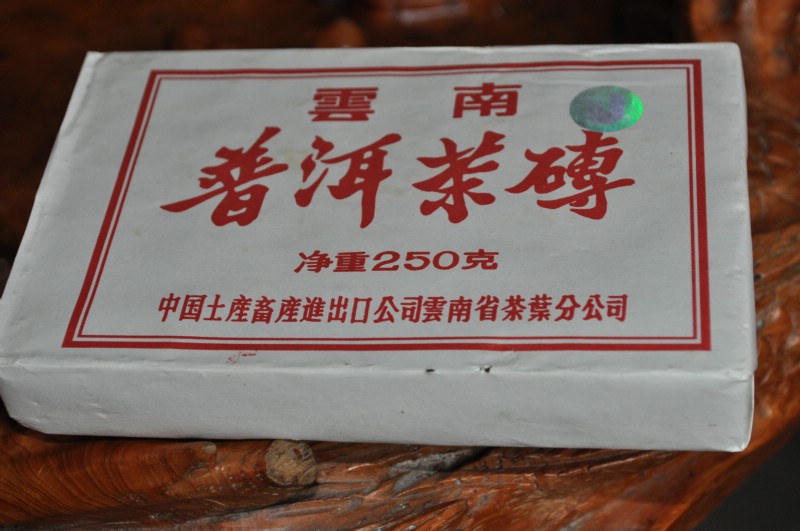 雲南
普洱茶磚
净重250克
中国土産畜産進出口公司雲南省茶葉分公司